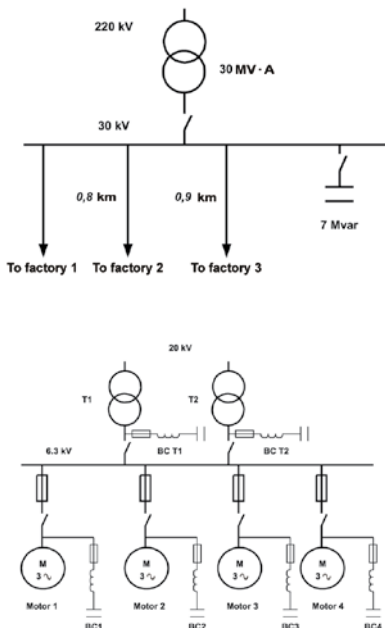 220 kV
30 MV·A
30 kV
0,8 km
0,9 km
7 Mvar
To factory 1 To factory 2 To factory 3
20 kV
T1 T2
BC T1 BC T2
6.3 kV
M M M M
3 3 3 3
Motor 1 Motor 2 Motor 3 Motor 4
BC1 BC2 BC3 BC4